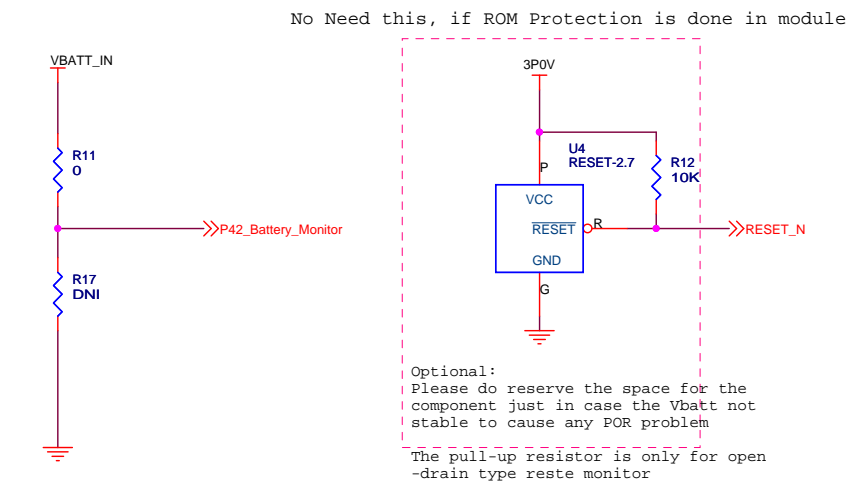 No Need this, if ROM Protection is done in module
VBATT_IN
R11
0
P42_Battery_Monitor
R17
DNI
3P0V
U4
RESET-2.7
P
R12
10K
VCC
RESET
R
RESET_N
GND
G
Optional:
Please do reserve the space for the
component just in case the Vbatt not
stable to cause any POR problem
The pull-up resistor is only for open
-drain type reste monitor